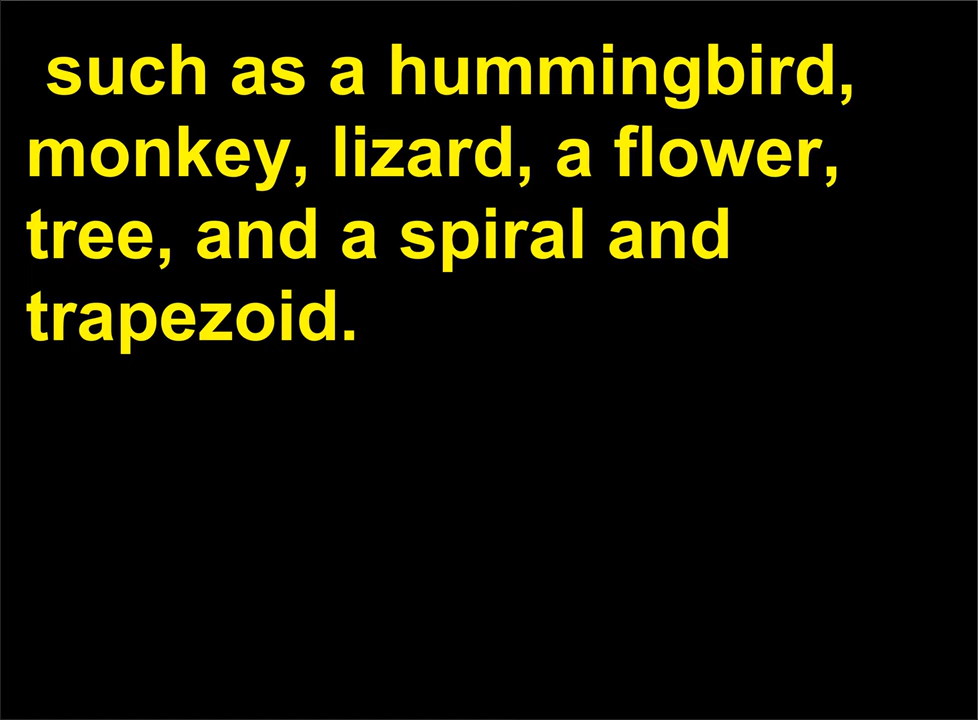 such as a hummingbird,
monkey, lizard, a flower,
tree, and a spiral and
trapezoid.